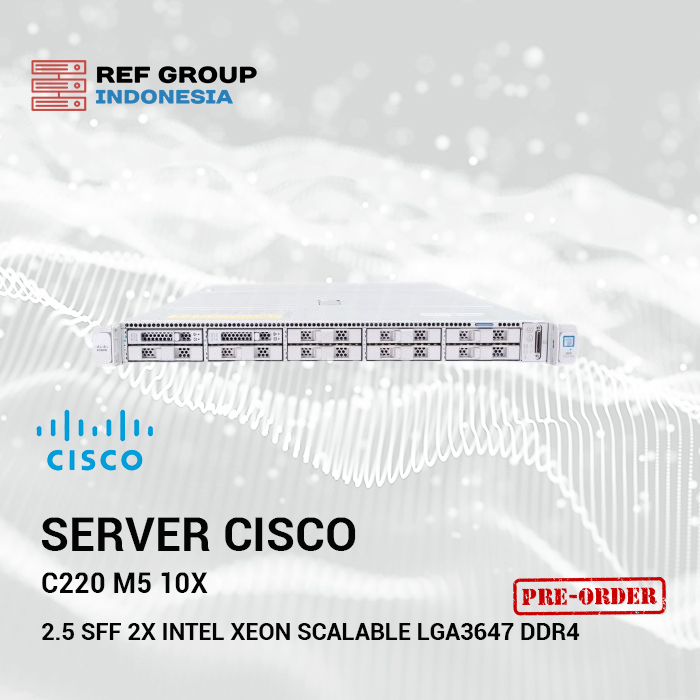 REF GROUP
INDONESIA
CISCO
SERVER CISCO
C220 M5 10X
PRE-ORDER
2.5 SFF 2X INTEL XEON SCALABLE LGA3647 DDR4